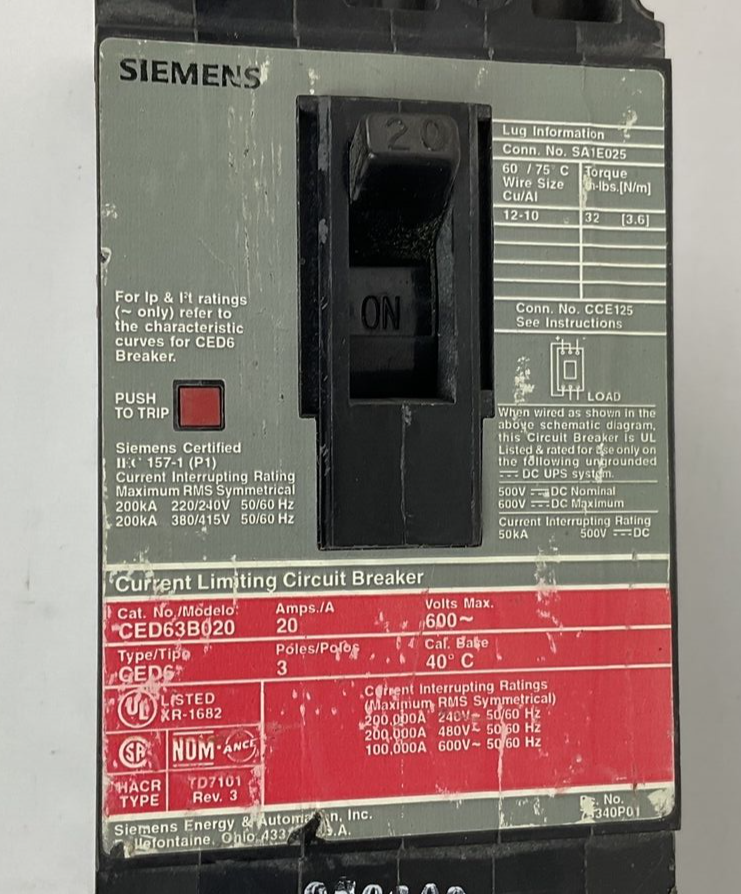 SIEMENS
20
ON
Lug Information
Conn. No. SA1E025
60 / 75° C
Wire Size
Cu/Al
Torque
In-lbs.[N/m]
12-10
32 [3.6]
Conn. No. CCE125
See Instructions
LOAD
When wired as shown in the
above schematic diagram,
this Circuit Breaker is UL
Listed & rated for use only on
the following ungrounded
DC UPS system.
500V DC Nominal
600V DC Maximum
Current Interrupting Rating
50kA 500V DC
For Ip & I²t ratings
(~ only) refer to
the characteristic
curves for CED6
Breaker.
PUSH
TO TRIP
Siemens Certified
IEC 157-1 (P1)
Current Interrupting Rating
Maximum RMS Symmetrical
200kA 220/240V 50/60 Hz
200kA 380/415V 50/60 Hz
Current Limiting Circuit Breaker
Cat. No./Modelo:
CED63B020
Amps./A
20
Volts Max.
600~
Type/Tipo
CED6
Poles/Polos
3
Cal. Base
40° C
UL
LISTED
XR-1682
SA
NOM-ANCE
HACR
TYPE
TD7101
Rev. 3
Current Interrupting Ratings
(Maximum RMS Symmetrical)
200,000A 240V~ 50/60 Hz
200,000A 480V~ 50/60 Hz
100,000A 600V~ 50/60 Hz
Siemens Energy & Automation, Inc.
llefontaine, Ohio 433 .A.
No.
340P01